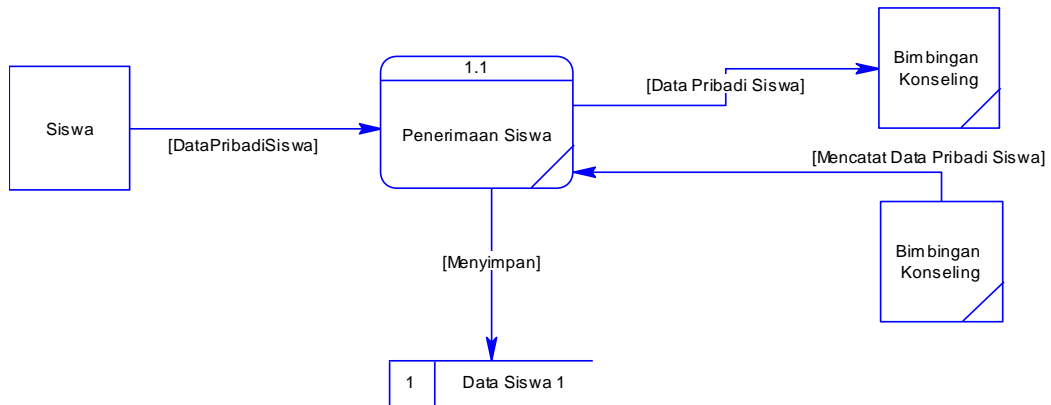 Siswa
[DataPribadiSiswa]
1.1
Penerimaan Siswa
[Data Pribadi Siswa]
Bimbingan
Konseling
[Mencatat Data Pribadi Siswa]
Bimbingan
Konseling
[Menyimpan]
1
Data Siswa 1